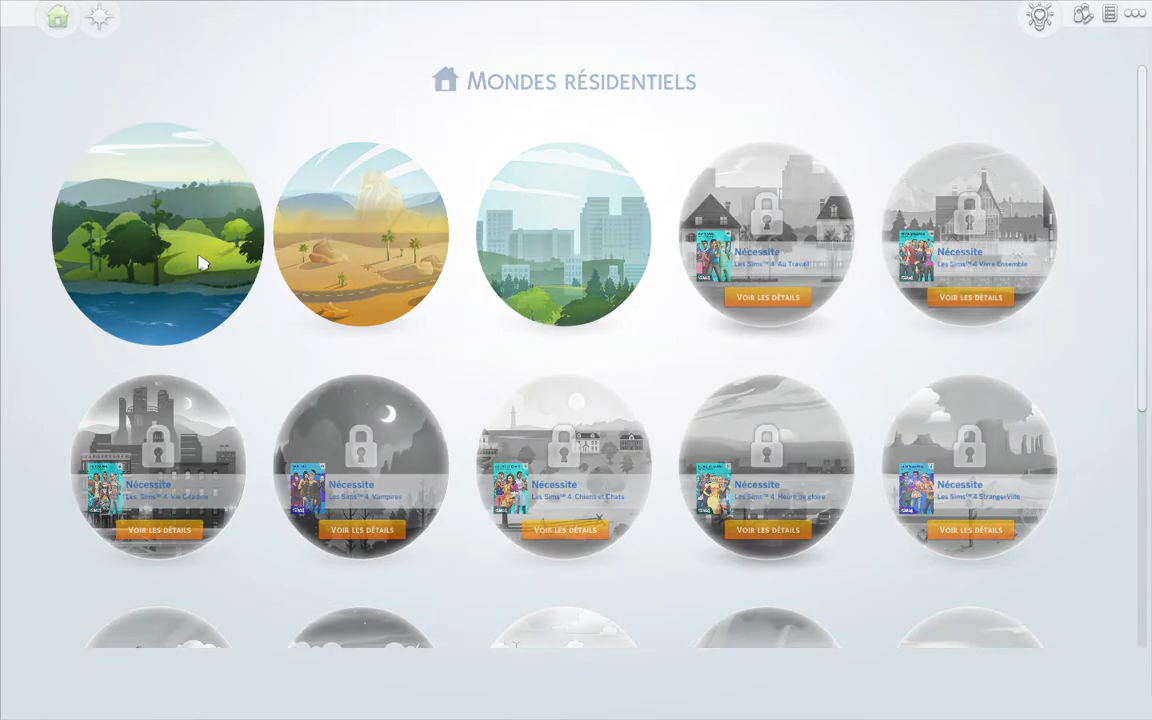 MONDES RÉSIDENTIELS
Nécessite
Les Sims™ 4 Au Travail
VOIR LES DÉTAILS
Nécessite
Les Sims™ 4 Vivre Ensemble
VOIR LES DÉTAILS
Nécessite
Les Sims™ 4 Vie Citadine
VOIR LES DÉTAILS
Nécessite
Les Sims™ 4 Vampires
VOIR LES DÉTAILS
Nécessite
Les Sims™ 4 Chiens et Chats
VOIR LES DÉTAILS
Nécessite
Les Sims™ 4 Heure de gloire
VOIR LES DÉTAILS
Nécessite
Les Sims™ 4 StrangerVille
VOIR LES DÉTAILS